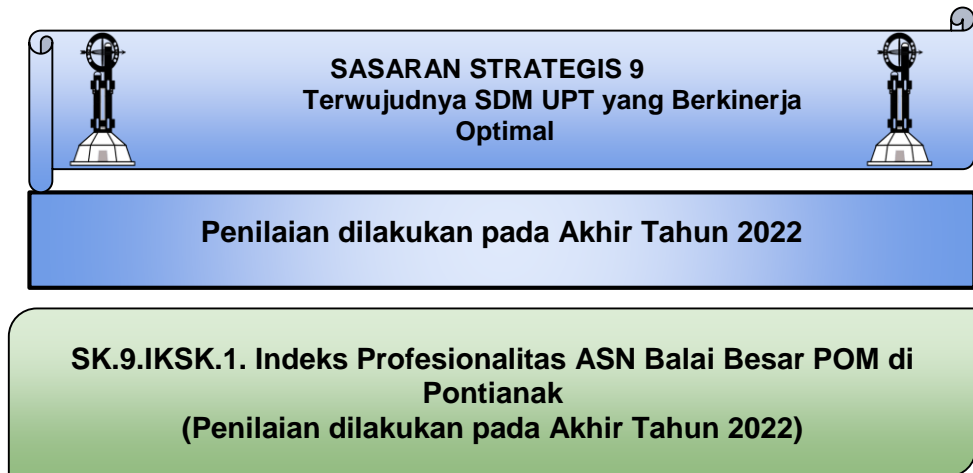 SASARAN STRATEGIS 9
Terwujudnya SDM UPT yang Berkinerja
Optimal
Penilaian dilakukan pada Akhir Tahun 2022
SK.9.IKSK.1. Indeks Profesionalitas ASN Balai Besar POM di
Pontianak
(Penilaian dilakukan pada Akhir Tahun 2022)